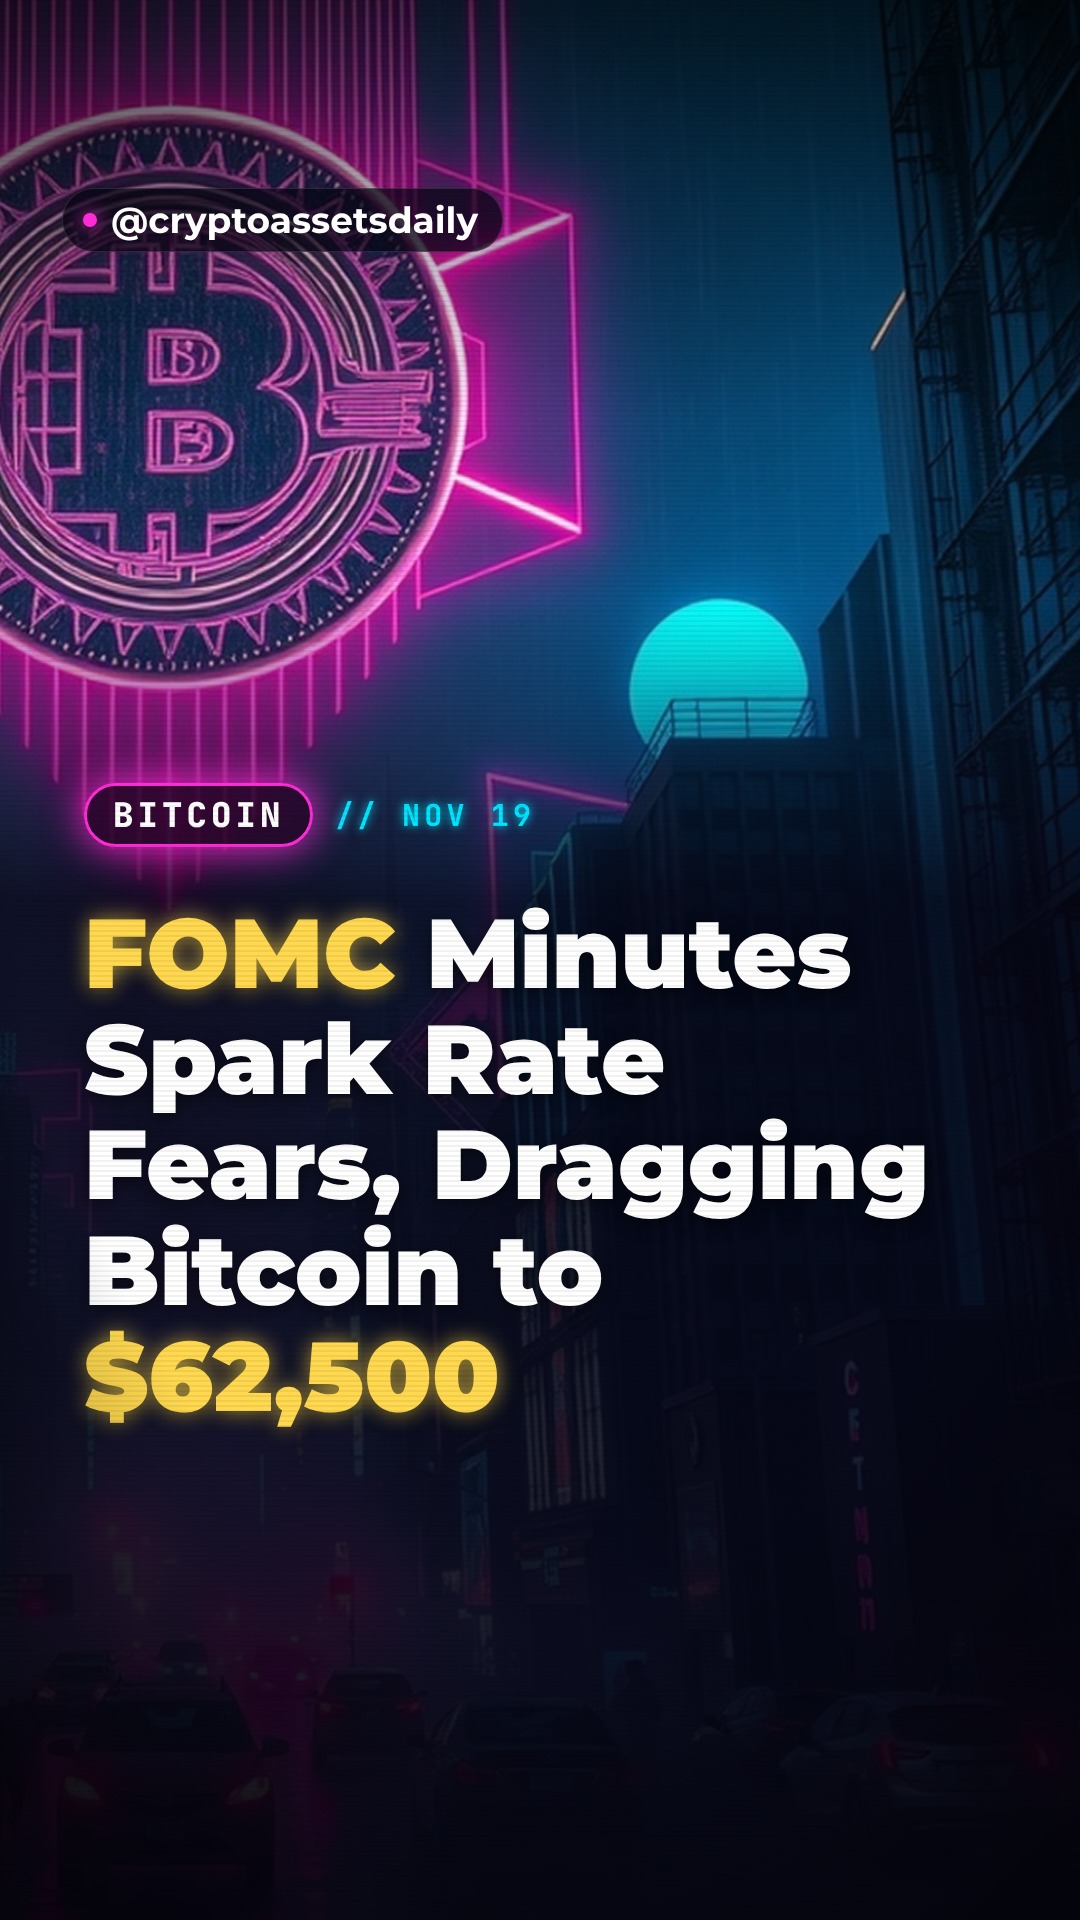 @cryptoassetsdaily
BITCOIN // NOV 19
FOMC Minutes
Spark Rate
Fears, Dragging
Bitcoin to
$62,500